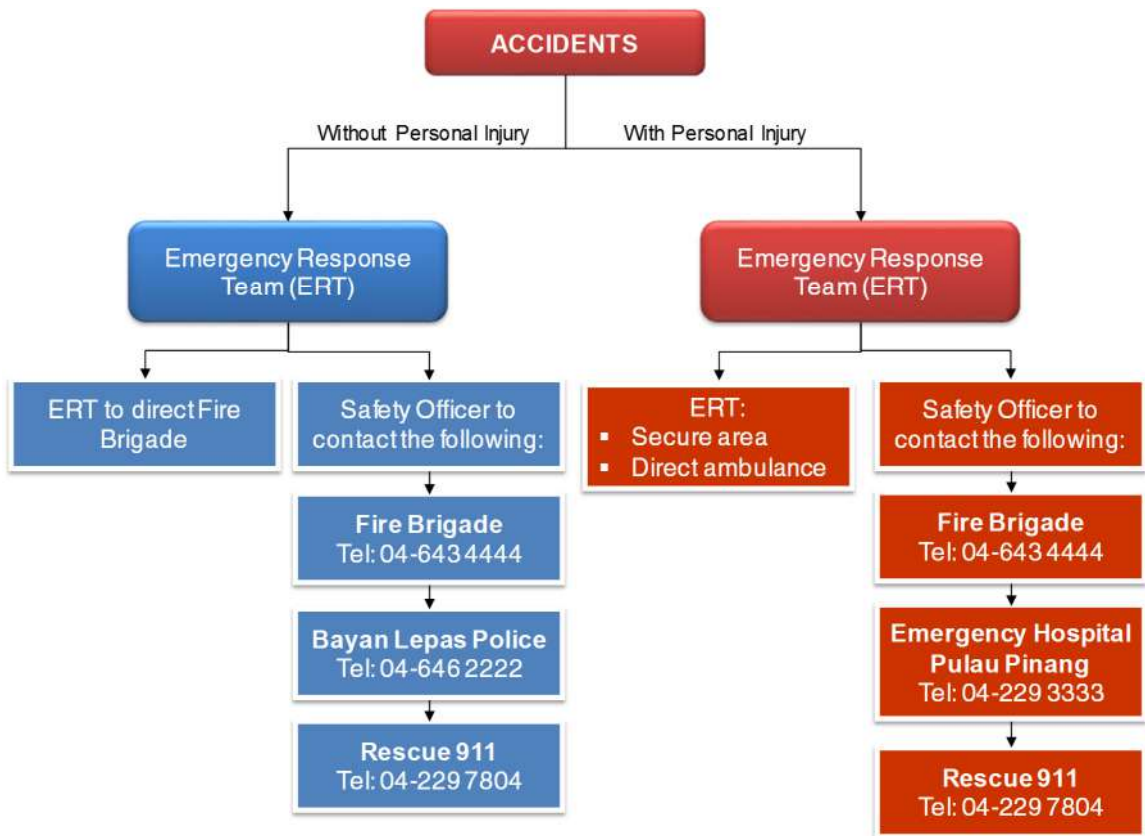 ACCIDENTS
Without Personal Injury
With Personal Injury
Emergency Response
Team (ERT)
Emergency Response
Team (ERT)
ERT to direct Fire
Brigade
Safety Officer to
contact the following:
Fire Brigade
Tel: 04-643 4444
Bayan Lepas Police
Tel: 04-646 2222
Rescue 911
Tel: 04-229 7804
ERT:
▪ Secure area
▪ Direct ambulance
Safety Officer to
contact the following:
Fire Brigade
Tel: 04-643 4444
Emergency Hospital
Pulau Pinang
Tel: 04-229 3333
Rescue 911
Tel: 04-229 7804